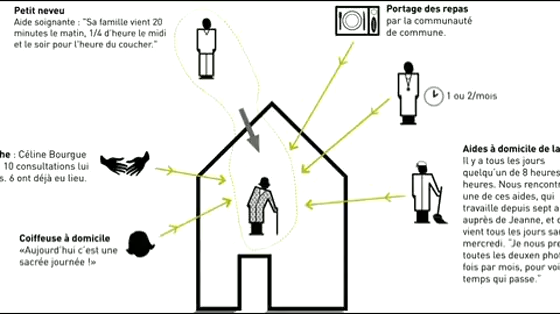 Petit neveu
Aide soignante : "Sa famille vient 20
minutes le matin, 1/4 d'heure le midi
et le soir pour l'heure du coucher."
Portage des repas
par la communauté
de commune.
1 ou 2/mois
he : Céline Bourgue
10 consultations lui
s. 6 ont déjà eu lieu.
Coiffeuse à domicile
«Aujourd'hui c'est une
sacrée journée !»
Aides à domicile de la
Il y a tous les jours
quelqu'un de 8 heures
heures. Nous rencont
une de ces aides, qui
travaille depuis sept a
auprès de Jeanne, et
vient tous les jours sau
mercredi. "Je nous pre
toutes les deux en phot
fois par mois, pour voi
temps qui passe."